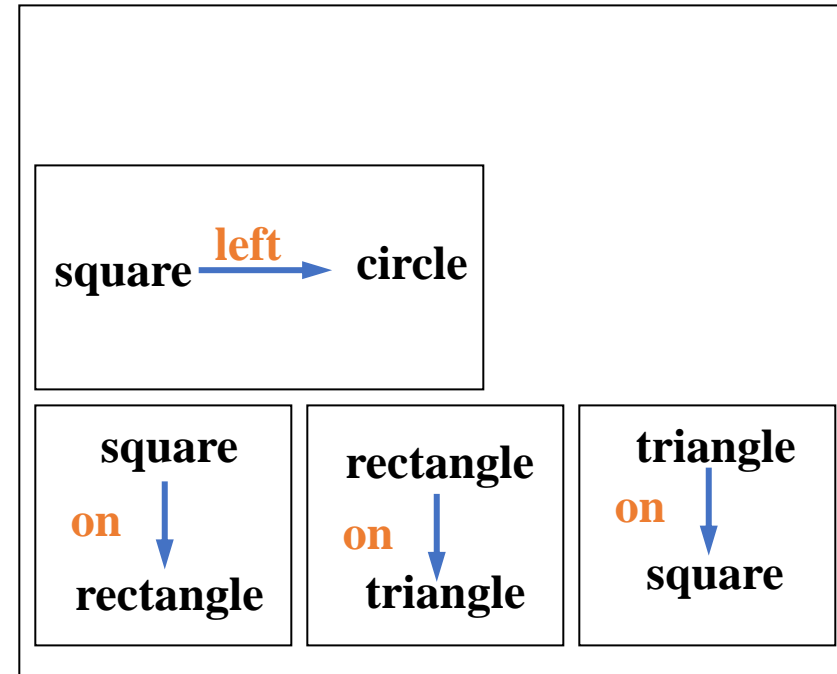 left
square circle
square
on
rectangle
rectangle
on
triangle
triangle
on
square